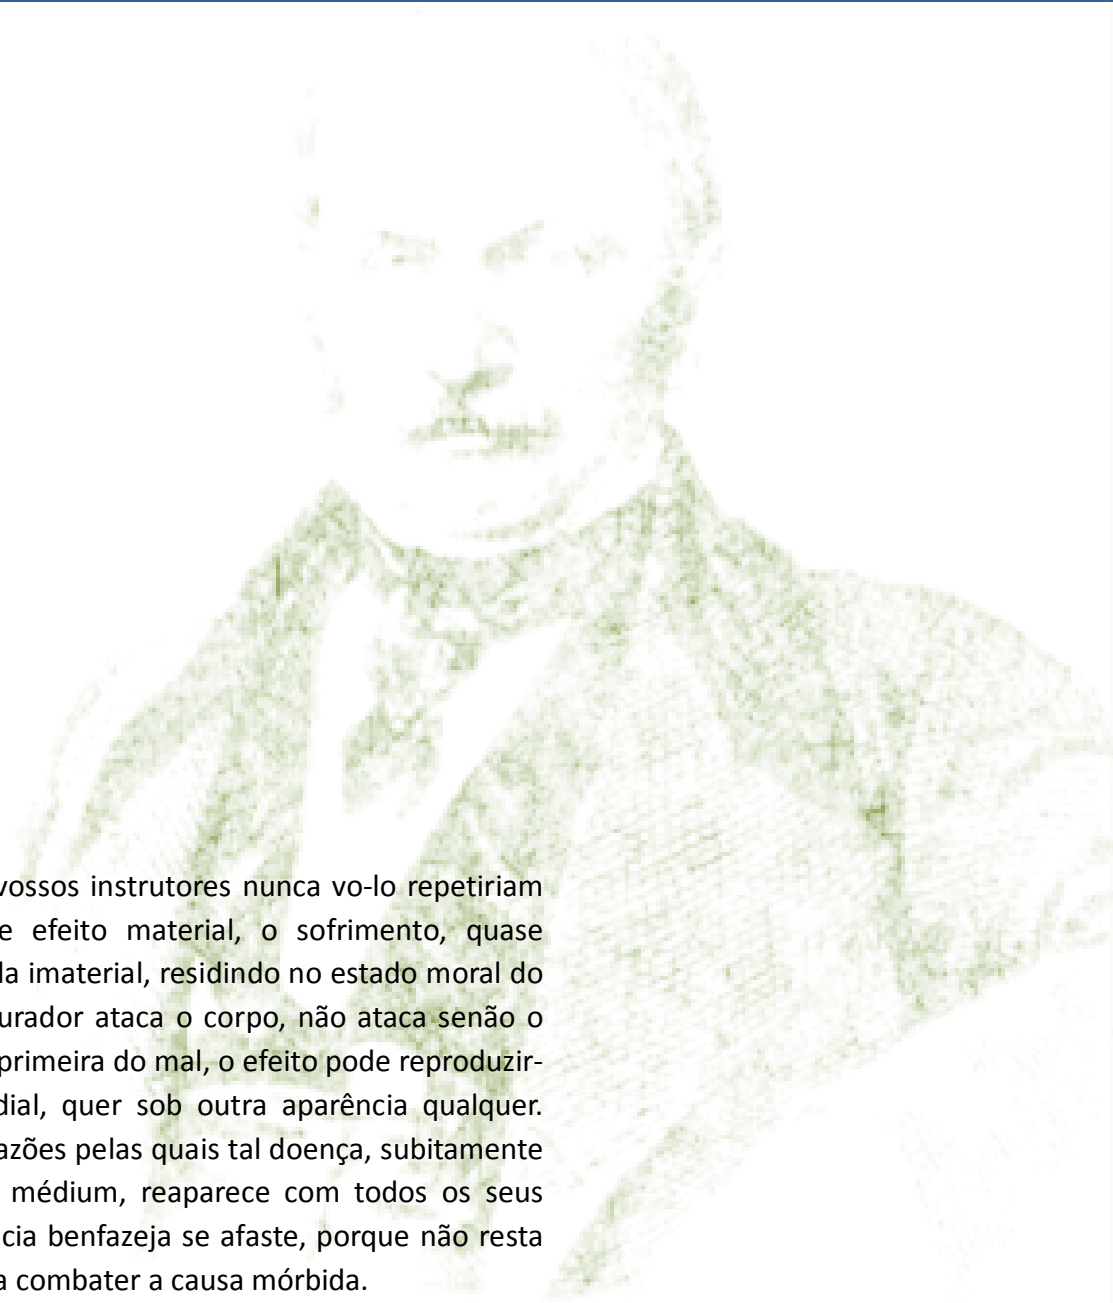 vossos instrutores nunca vo-lo repetiriam
e efeito material, o sofrimento, quase
da imaterial, residindo no estado moral do
urador ataca o corpo, não ataca senão o
primeira do mal, o efeito pode reproduzir-
dial, quer sob outra aparência qualquer.
azões pelas quais tal doença, subitamente
médium, reaparece com todos os seus
cia benfazeja se afaste, porque não resta
a combater a causa mórbida.